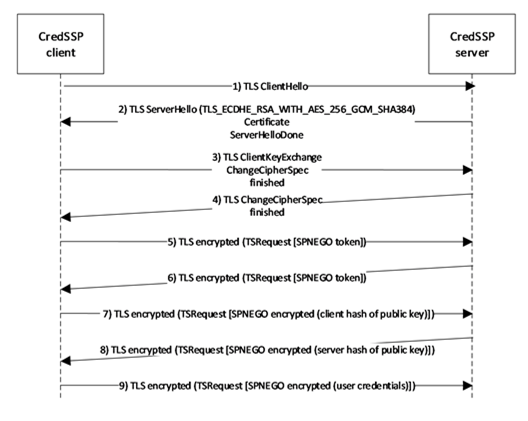 CredSSP
client
CredSSP
server
1) TLS ClientHello
2) TLS ServerHello (TLS_ECDHE_RSA_WITH_AES_256_GCM_SHA384)
Certificate
ServerHelloDone
3) TLS ClientKeyExchange
ChangeCipherSpec
finished
4) TLS ChangeCipherSpec
finished
5) TLS encrypted (TSRequest [SPNEGO token])
6) TLS encrypted (TSRequest [SPNEGO token])
7) TLS encrypted (TSRequest [SPNEGO encrypted (client hash of public key)])
8) TLS encrypted (TSRequest [SPNEGO encrypted (server hash of public key)])
9) TLS encrypted (TSRequest [SPNEGO encrypted (user credentials)])